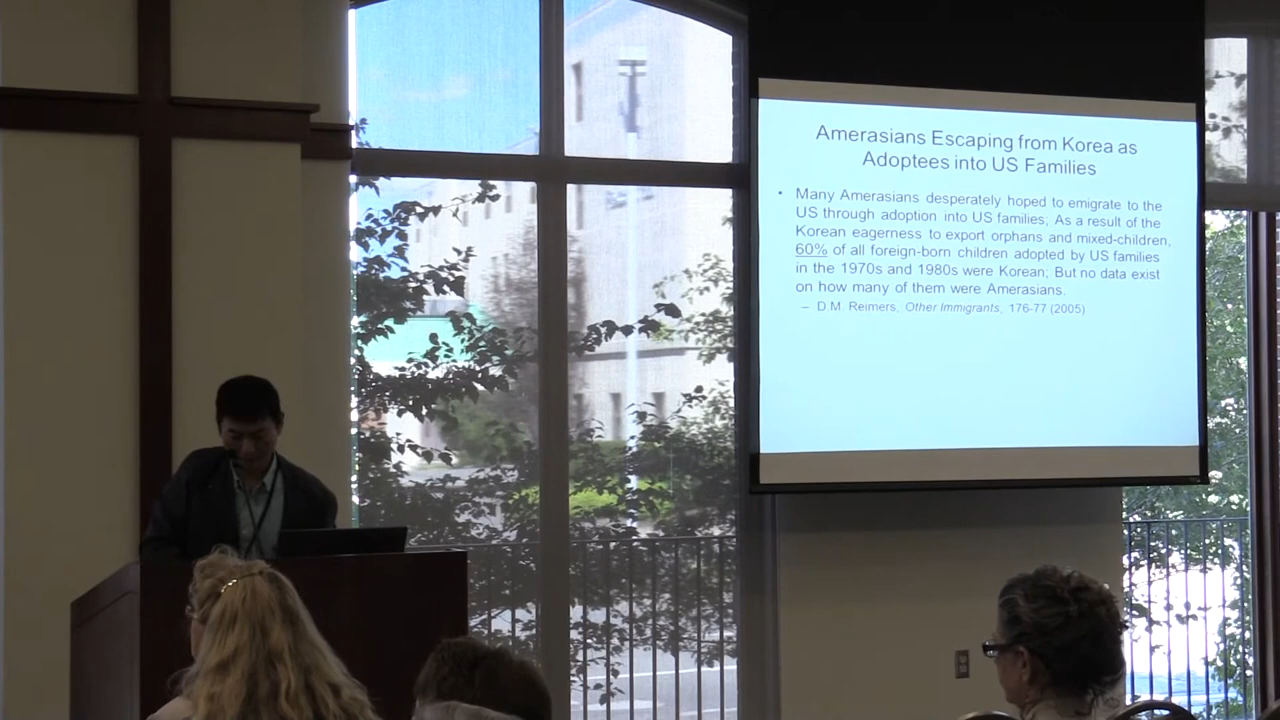 Amerasians Escaping from Korea as
Adoptees into US Families
• Many Amerasians desperately hoped to emigrate to the
US through adoption into US families; As a result of the
Korean eagerness to export orphans and mixed-children,
60% of all foreign-born children adopted by US families
in the 1970s and 1980s were Korean; But no data exist
on how many of them were Amerasians.
– D.M. Reimers, Other Immigrants, 176-77 (2005)